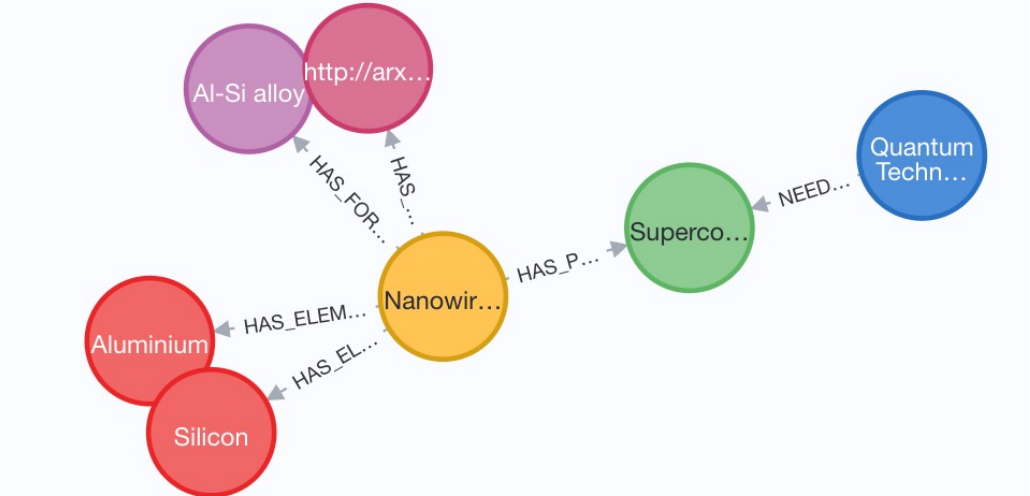 Al-Si alloy
http://arx…
Quantum
Techn…
HAS_FOR…
HAS_…
NEED…
Superco…
HAS_P…
Nanowir…
HAS_ELEM…
Aluminium
HAS_EL…
Silicon